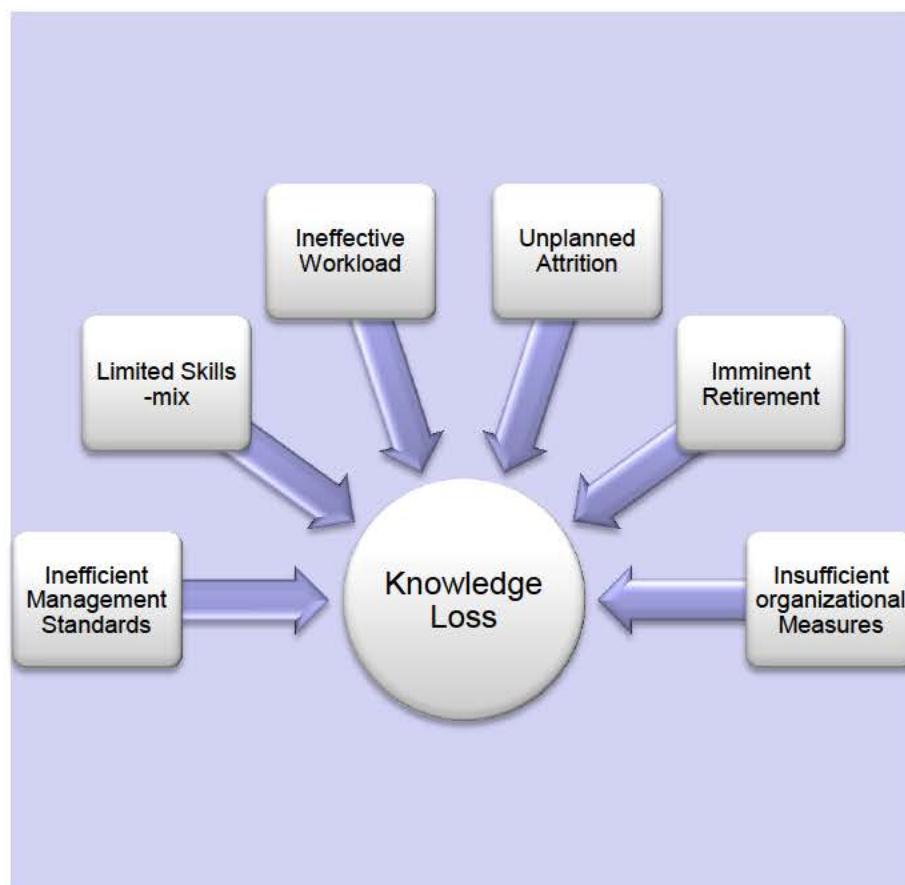 Ineffective
Workload
Unplanned
Attrition
Limited Skills
-mix
Imminent
Retirement
Inefficient
Management
Standards
Knowledge
Loss
Insufficient
organizational
Measures